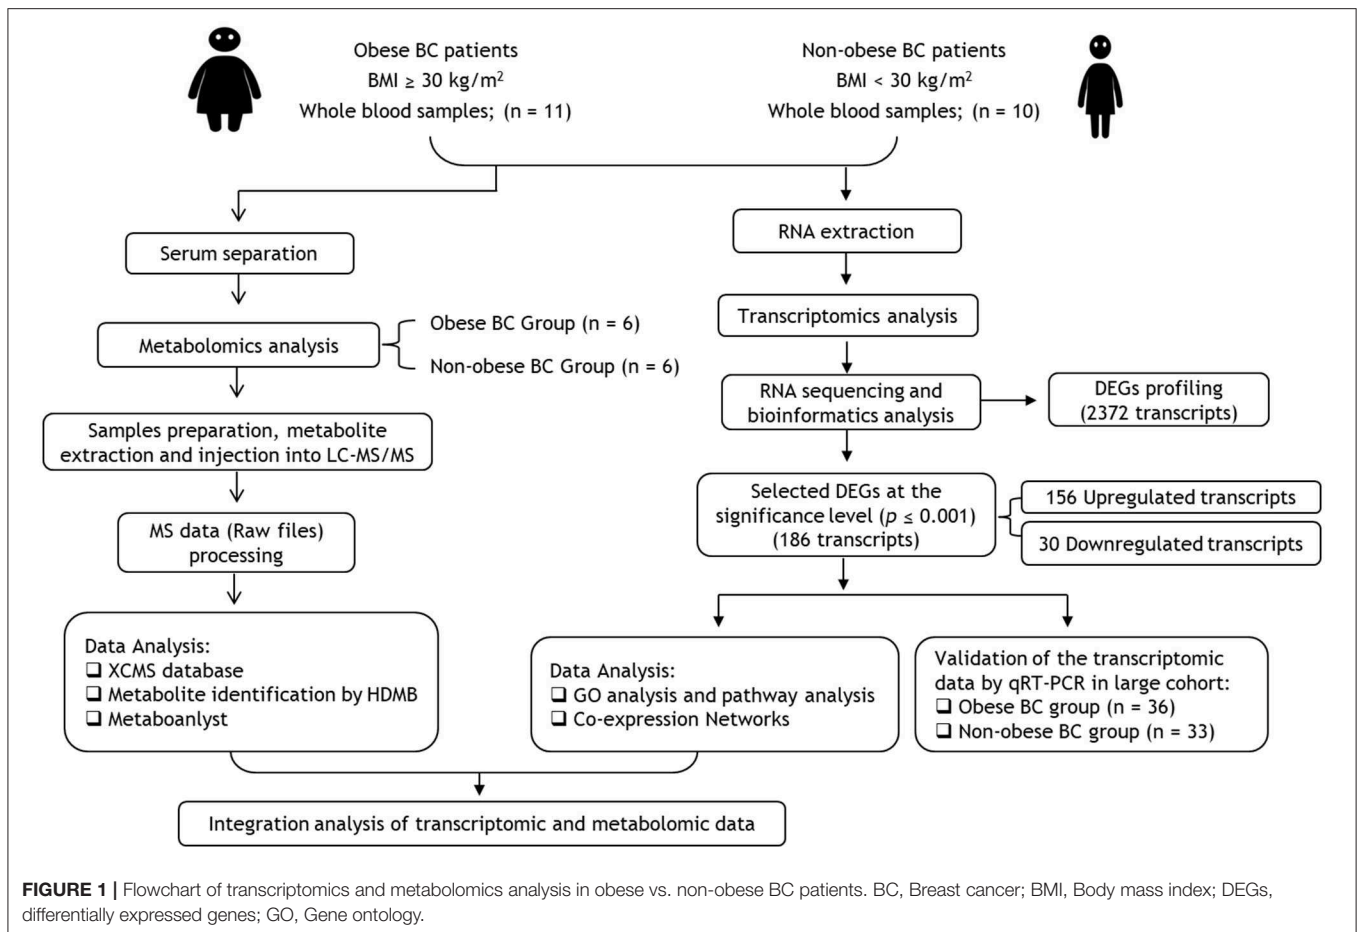 Obese BC patients
BMI ≥ 30 kg/m²
Whole blood samples; (n = 11)
Non-obese BC patients
BMI < 30 kg/m²
Whole blood samples; (n = 10)
Serum separation
Metabolomics analysis
Obese BC Group (n = 6)
Non-obese BC Group (n = 6)
Samples preparation, metabolite
extraction and injection into LC-MS/MS
MS data (Raw files)
processing
Data Analysis:
❑ XCMS database
❑ Metabolite identification by HDMB
❑ Metaboanlyst
RNA extraction
Transcriptomics analysis
RNA sequencing and
bioinformatics analysis
DEGs profiling
(2372 transcripts)
Selected DEGs at the
significance level (p ≤ 0.001)
(186 transcripts)
156 Upregulated transcripts
30 Downregulated transcripts
Data Analysis:
❑ GO analysis and pathway analysis
❑ Co-expression Networks
Validation of the transcriptomic
data by qRT-PCR in large cohort:
❑ Obese BC group (n = 36)
❑ Non-obese BC group (n = 33)
Integration analysis of transcriptomic and metabolomic data
FIGURE 1 | Flowchart of transcriptomics and metabolomics analysis in obese vs. non-obese BC patients. BC, Breast cancer; BMI, Body mass index; DEGs,
differentially expressed genes; GO, Gene ontology.